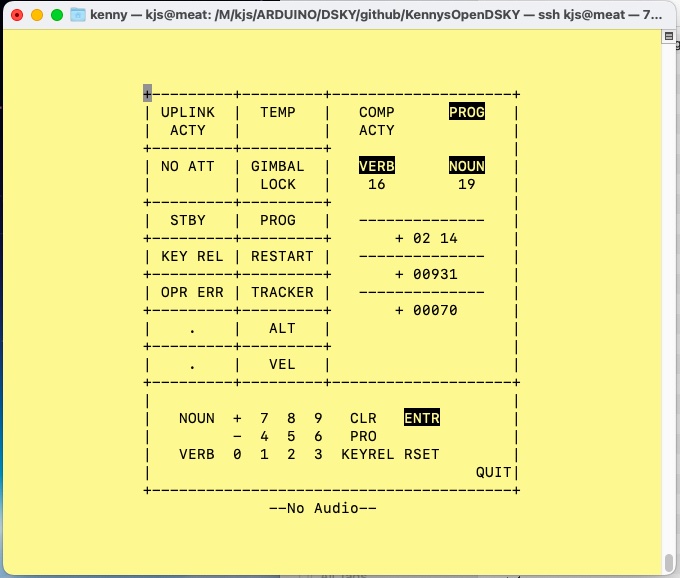 kenny — kjs@meat: /M/kjs/ARDUINO/DSKY/github/KennysOpenDSKY — ssh kjs@meat — 7...
+---------+---------+--------------------+
| UPLINK  |  TEMP   |   COMP      PROG   |
|  ACTY   |         |   ACTY             |
+---------+---------+                    |
| NO ATT  | GIMBAL  |   VERB      NOUN   |
|         |  LOCK   |    16        19    |
+---------+---------+                    |
|  STBY   |  PROG   |   --------------   |
+---------+---------+       + 02 14      |
| KEY REL | RESTART |   --------------   |
+---------+---------+       + 00931      |
| OPR ERR | TRACKER |   --------------   |
+---------+---------+       + 00070      |
|    .    |   ALT   |                    |
+---------+---------+                    |
|    .    |   VEL   |                    |
+---------+---------+--------------------+
|                                        |
|   NOUN  +  7  8  9   CLR   ENTR        |
|         -  4  5  6   PRO               |
|   VERB  0  1  2  3  KEYREL RSET        |
|                                    QUIT|
+----------------------------------------+
--No Audio--